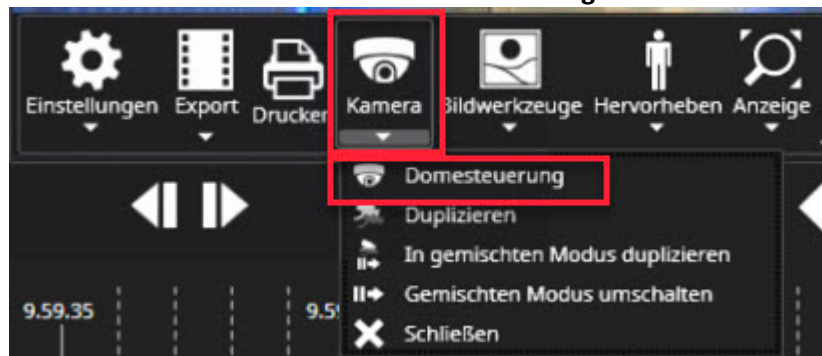 Einstellungen Export Drucken Kamera Bildwerkzeuge Hervorheben Anzeige
Domesteuerung
Duplizieren
In gemischten Modus duplizieren
9.59.35
Gemischten Modus umschalten
Schließen